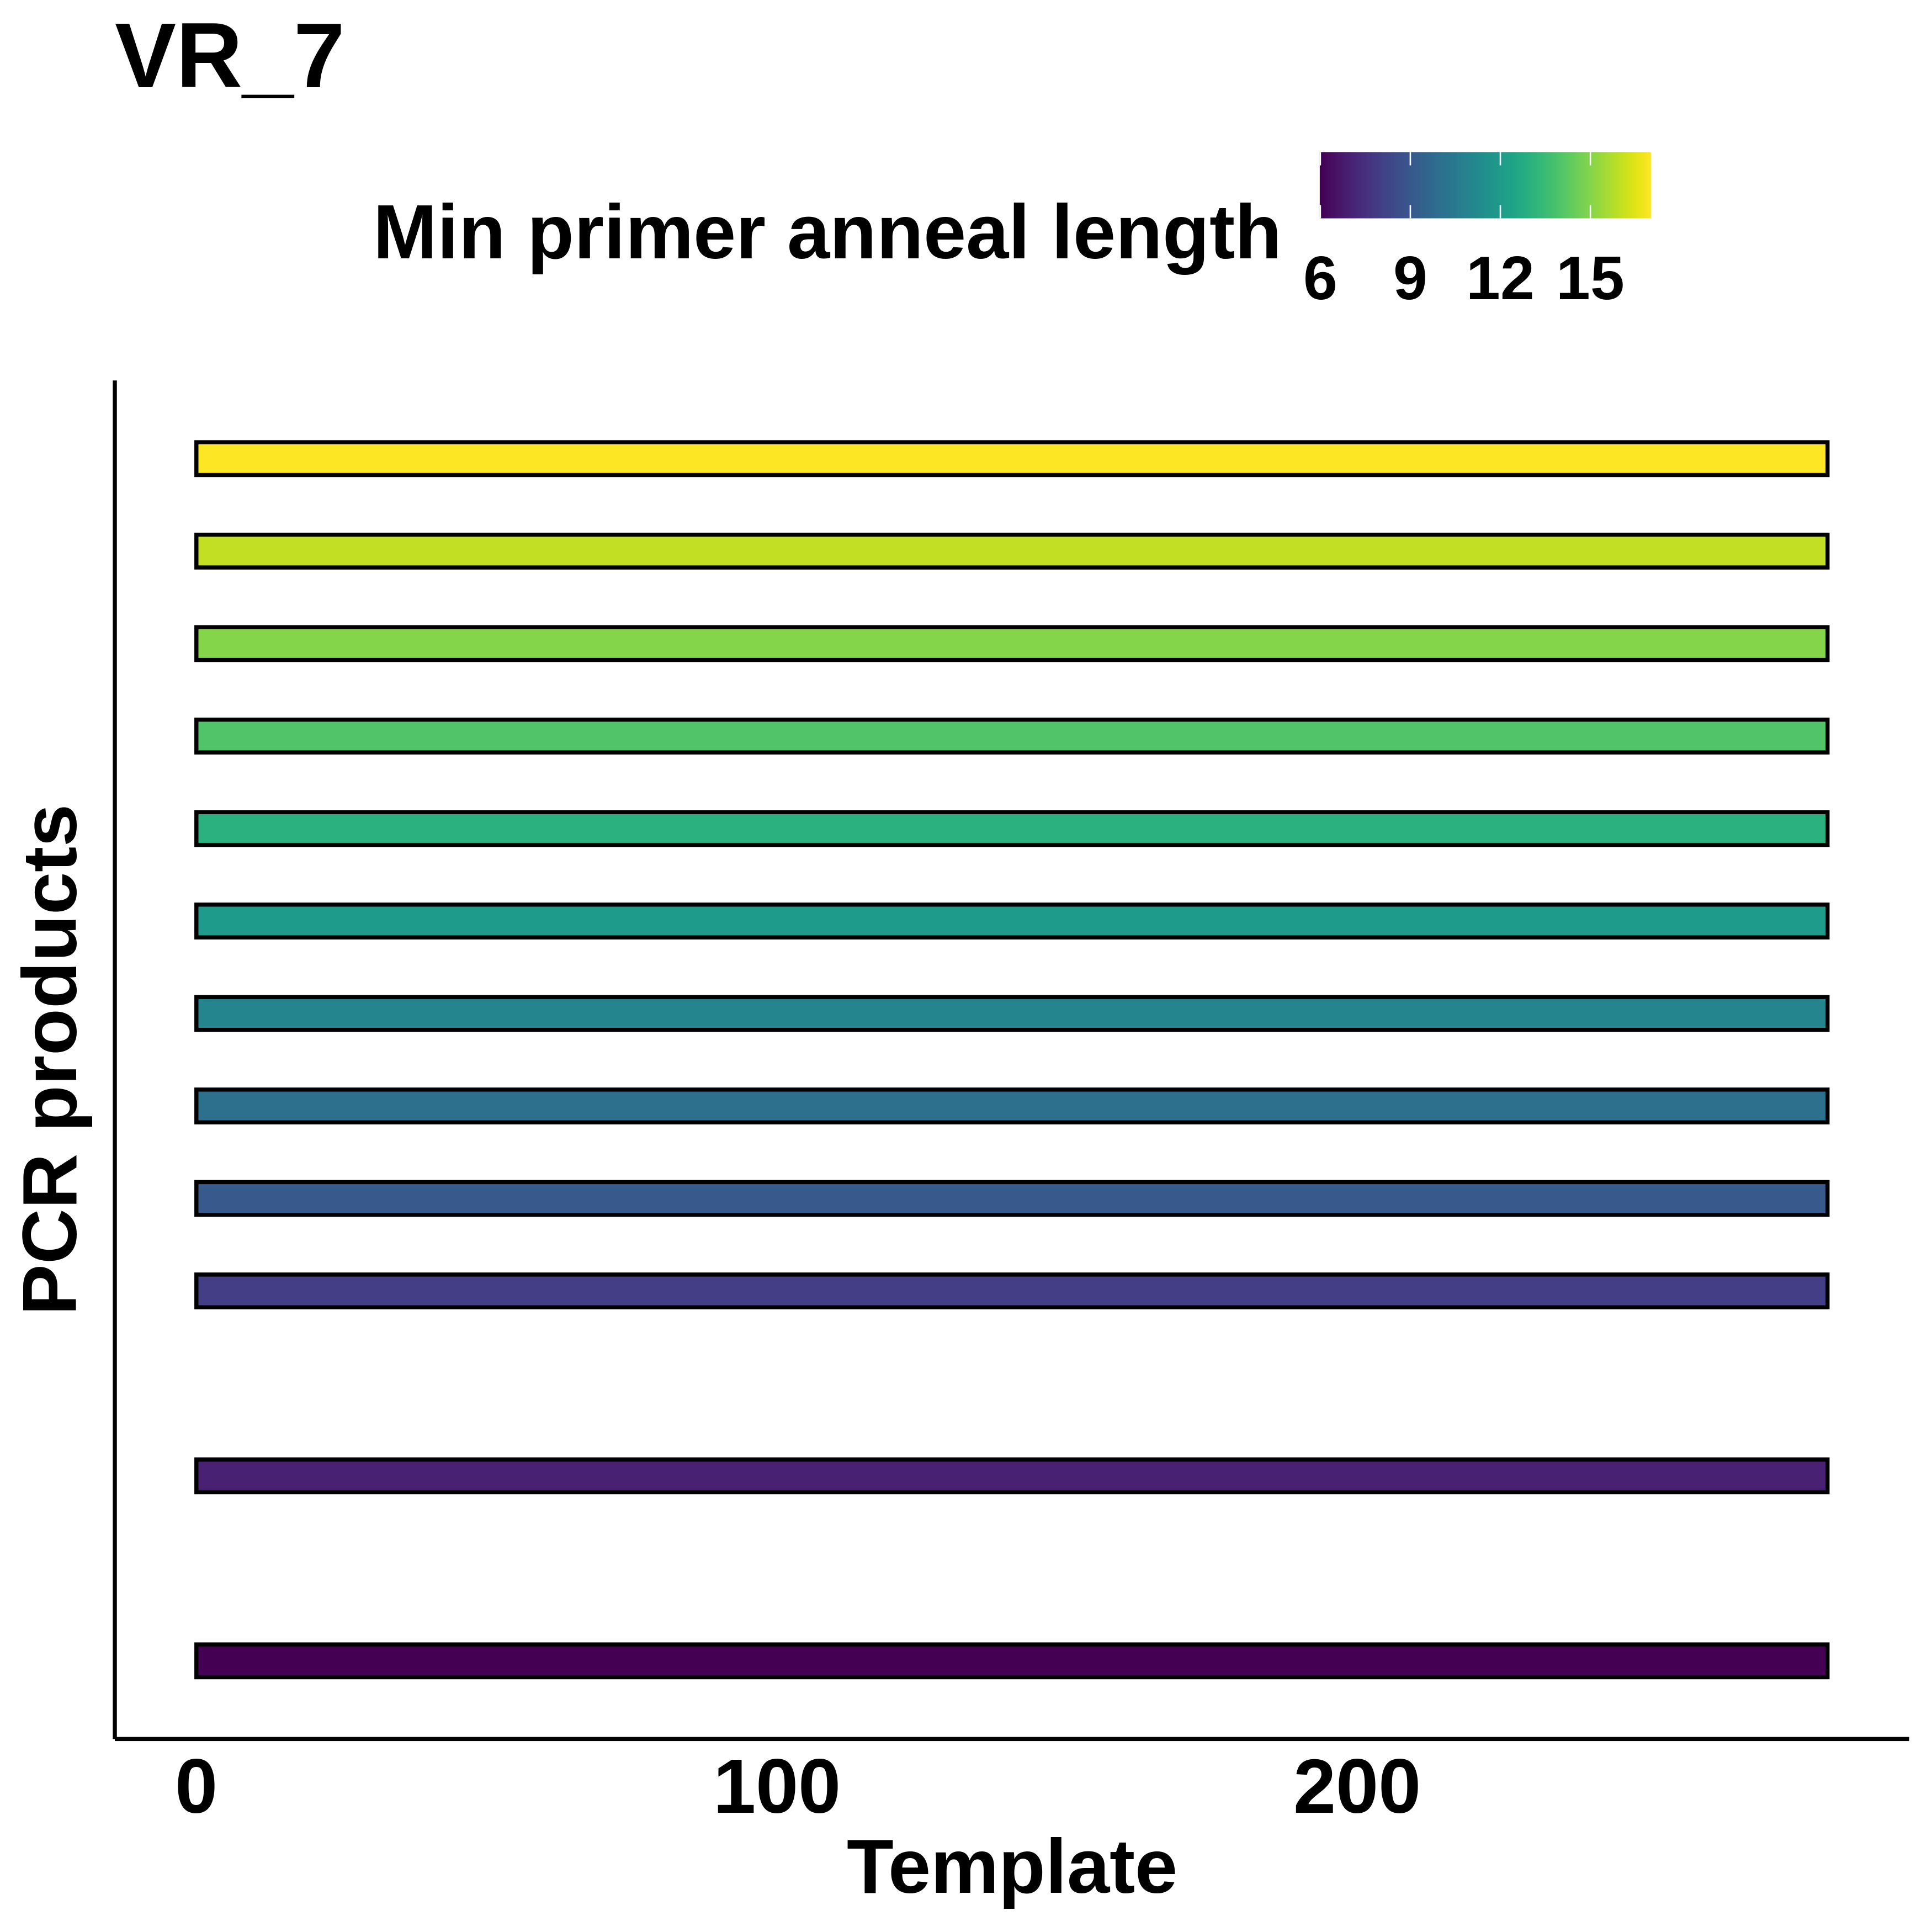 VR_7
Min primer anneal length
6 9 12 15
PCR products
0 100 200
Template